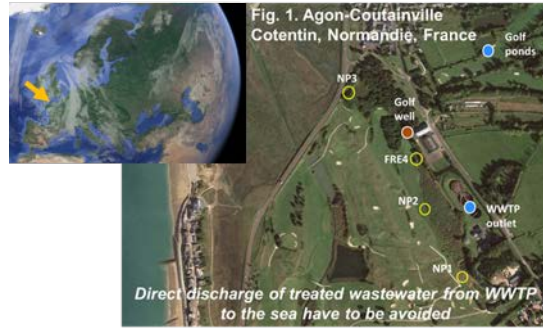 Fig. 1. Agon-Coutainville
Cotentin, Normandie, France
Golf
ponds
NP3
Golf
well
FRE4
NP2
WWTP
outlet
NP1
Direct discharge of treated wastewater from WWTP
to the sea have to be avoided